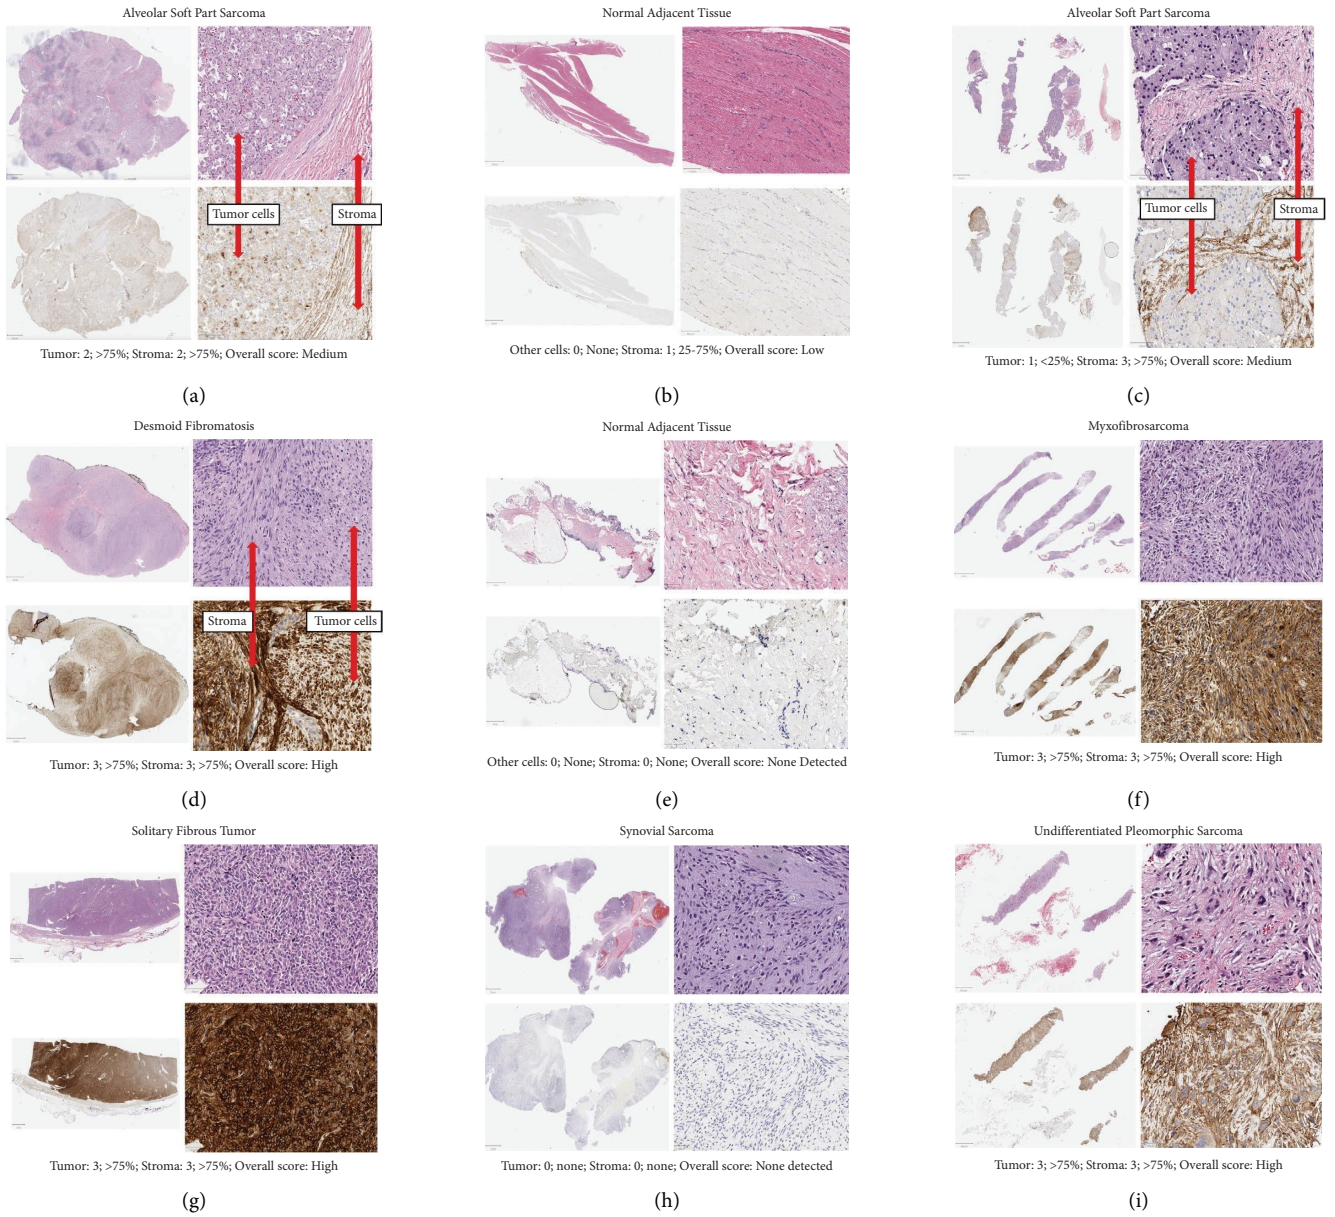 Alveolar Soft Part Sarcoma
Tumor cells
Stroma
Tumor: 2; >75%; Stroma: 2; >75%; Overall score: Medium
(a)
Normal Adjacent Tissue
Other cells: 0; None; Stroma: 1; 25-75%; Overall score: Low
(b)
Alveolar Soft Part Sarcoma
Tumor cells
Stroma
Tumor: 1; <25%; Stroma: 3; >75%; Overall score: Medium
(c)
Desmoid Fibromatosis
Stroma
Tumor cells
Tumor: 3; >75%; Stroma: 3; >75%; Overall score: High
(d)
Normal Adjacent Tissue
Other cells: 0; None; Stroma: 0; None; Overall score: None Detected
(e)
Myxofibrosarcoma
Tumor: 3; >75%; Stroma: 3; >75%; Overall score: High
(f)
Solitary Fibrous Tumor
Tumor: 3; >75%; Stroma: 3; >75%; Overall score: High
(g)
Synovial Sarcoma
Tumor: 0; none; Stroma: 0; none; Overall score: None detected
(h)
Undifferentiated Pleomorphic Sarcoma
Tumor: 3; >75%; Stroma: 3; >75%; Overall score: High
(i)